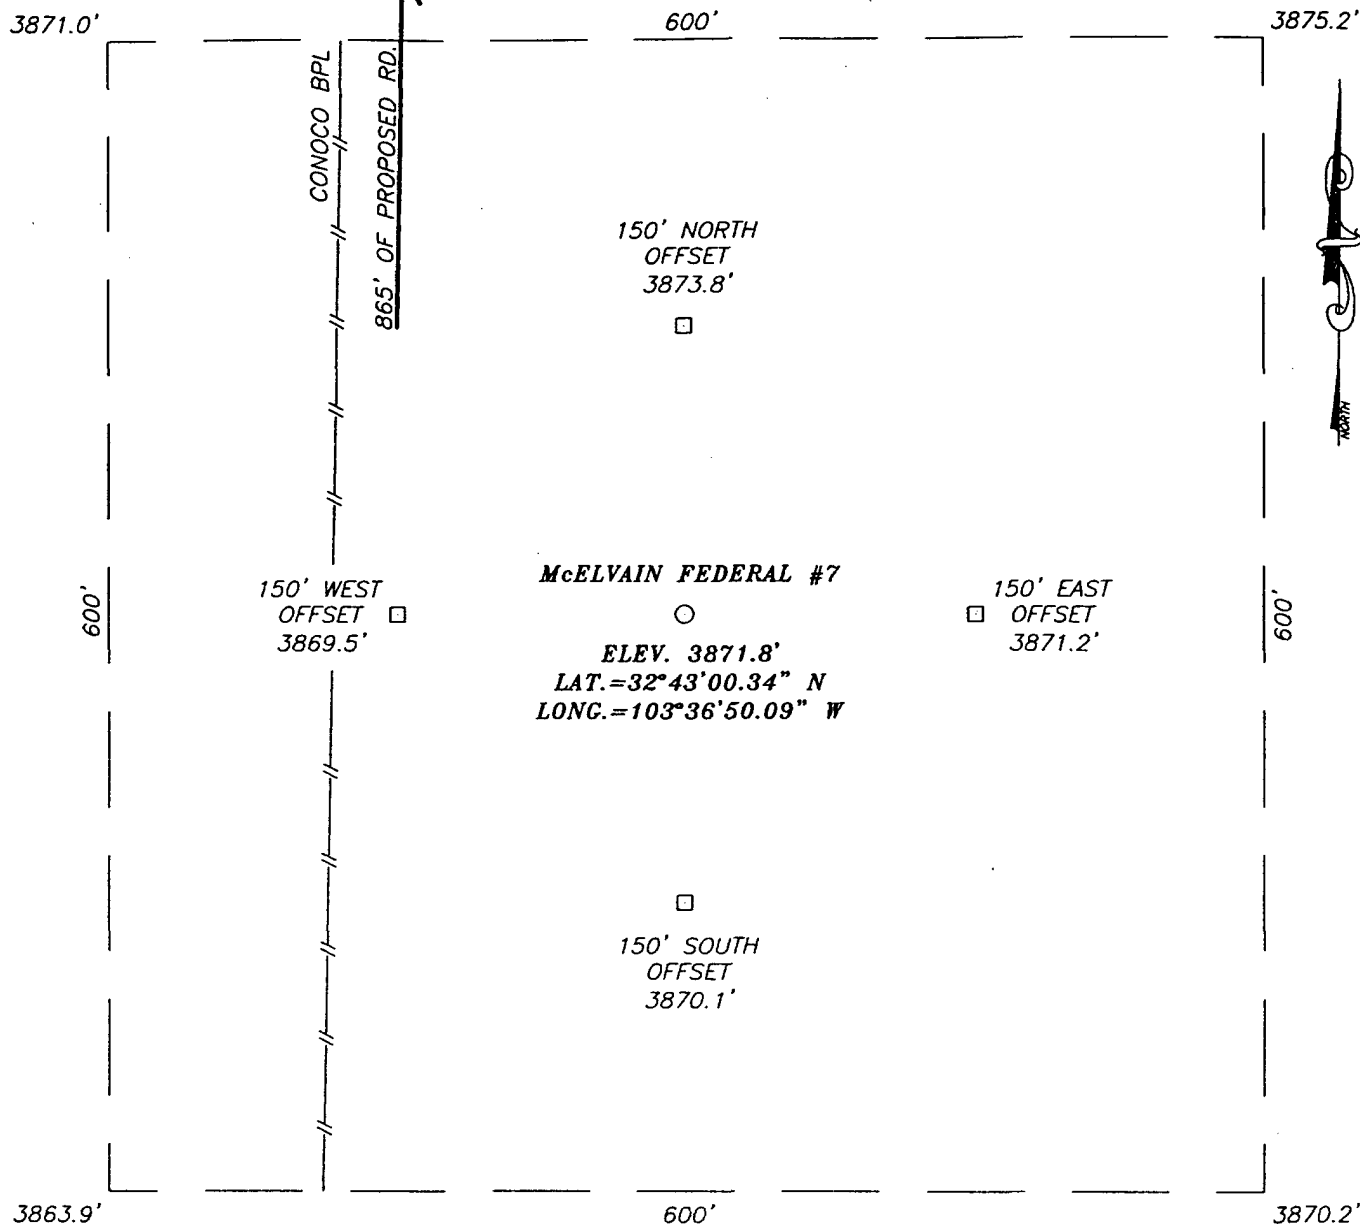 3871.0'
600'
3875.2'
CONOCO BPL
865' OF PROPOSED RD.
NORTH
150' NORTH
OFFSET
3873.8'
150' WEST
OFFSET
3869.5'
McELVAIN FEDERAL #7
150' EAST
OFFSET
3871.2'
600'
600'
ELEV. 3871.8'
LAT.=32°43'00.34" N
LONG.=103°36'50.09" W
150' SOUTH
OFFSET
3870.1'
3863.9'
600'
3870.2'